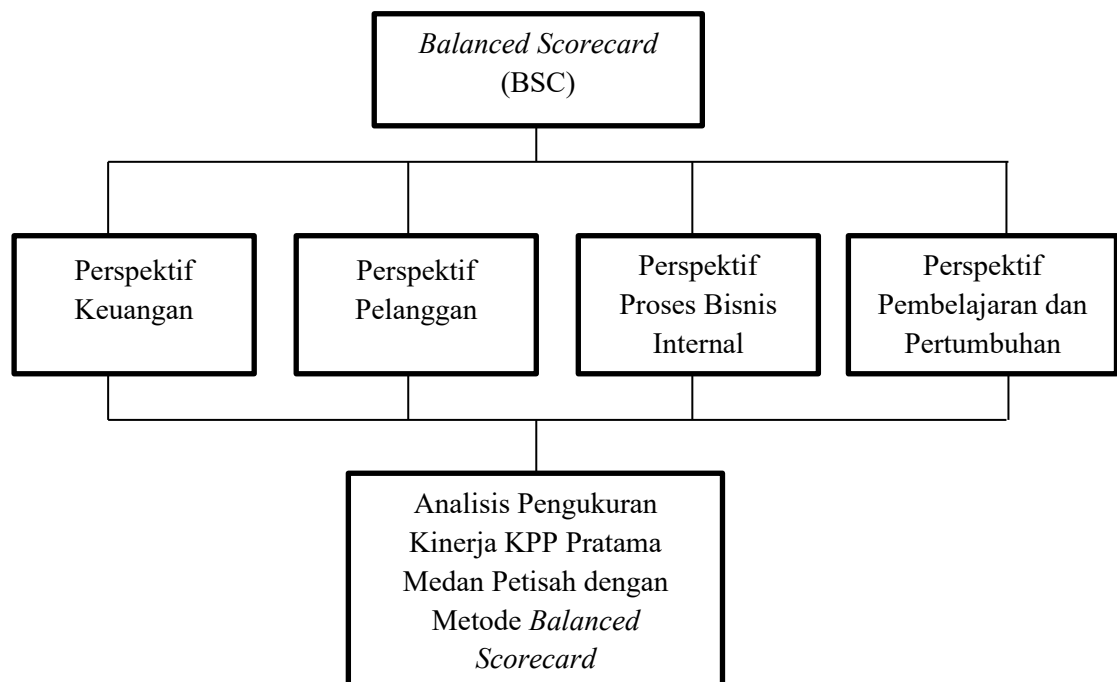 Balanced Scorecard
(BSC)
Perspektif
Keuangan
Perspektif
Pelanggan
Perspektif
Proses Bisnis
Internal
Perspektif
Pembelajaran dan
Pertumbuhan
Analisis Pengukuran
Kinerja KPP Pratama
Medan Petisah dengan
Metode Balanced
Scorecard